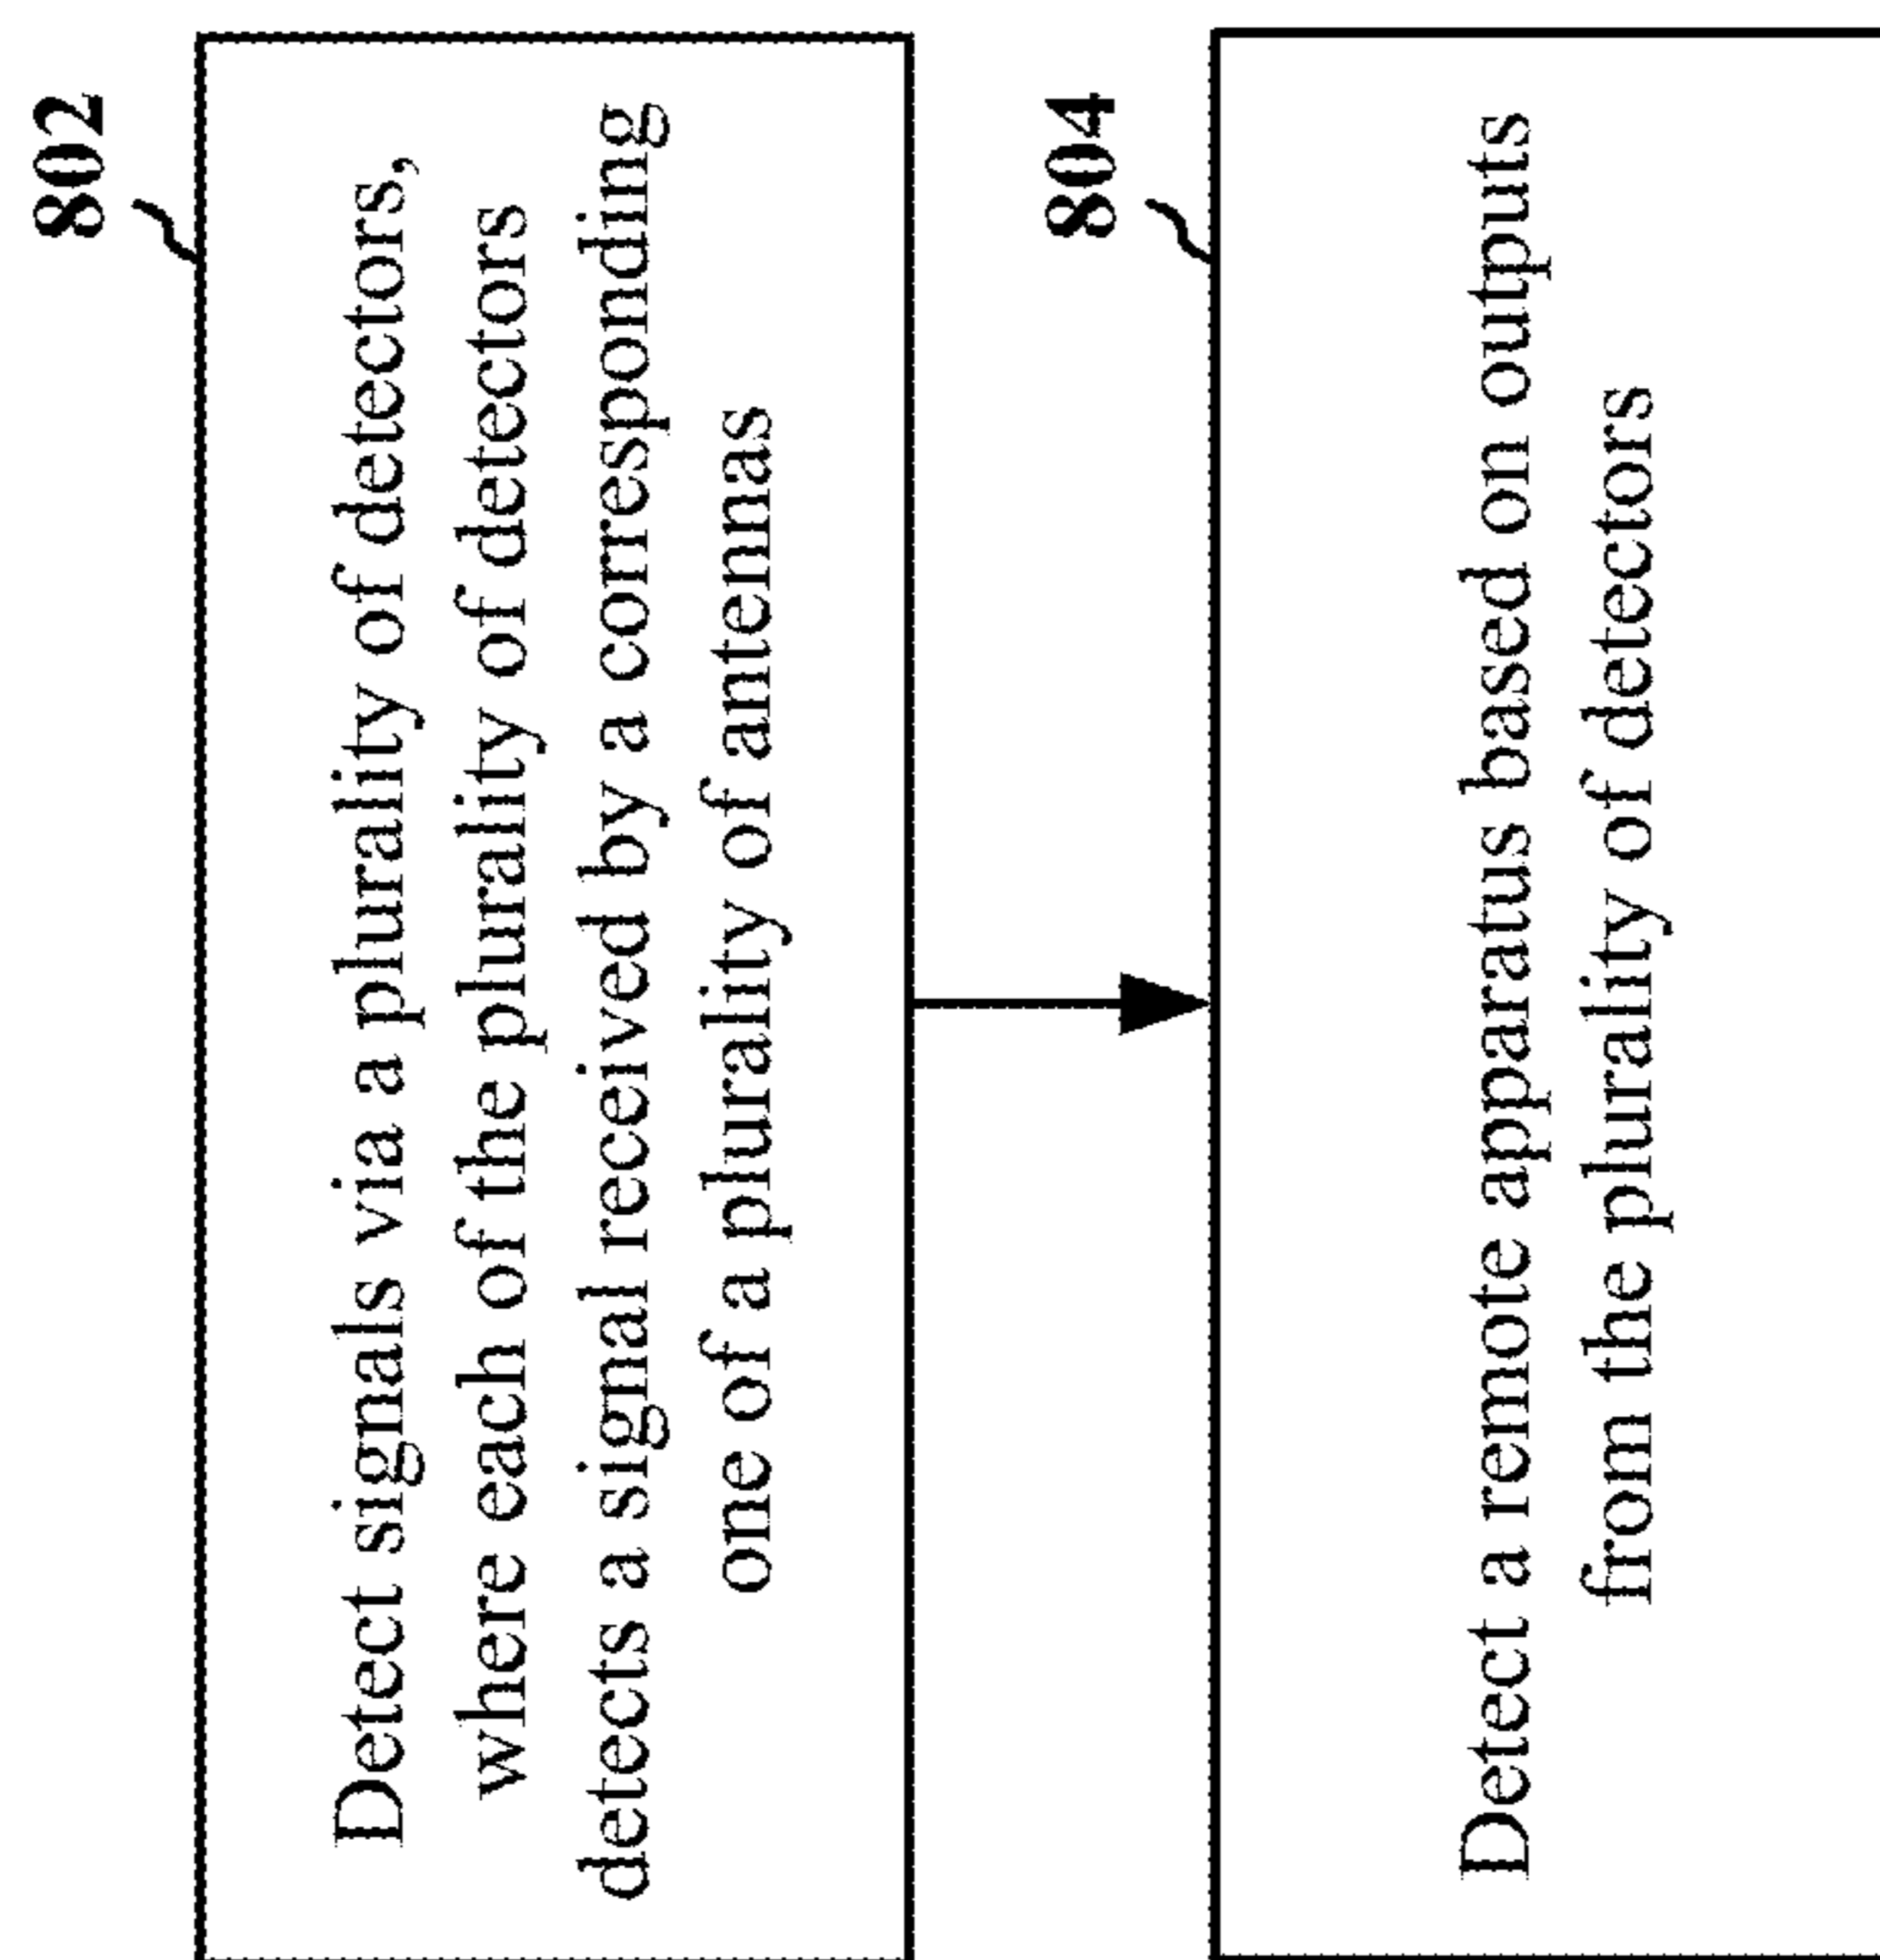 802
Detect signals via a plurality of detectors,
where each of the plurality of detectors
detects a signal received by a corresponding
one of a plurality of antennas
804
Detect a remote apparatus based on outputs
from the plurality of detectors